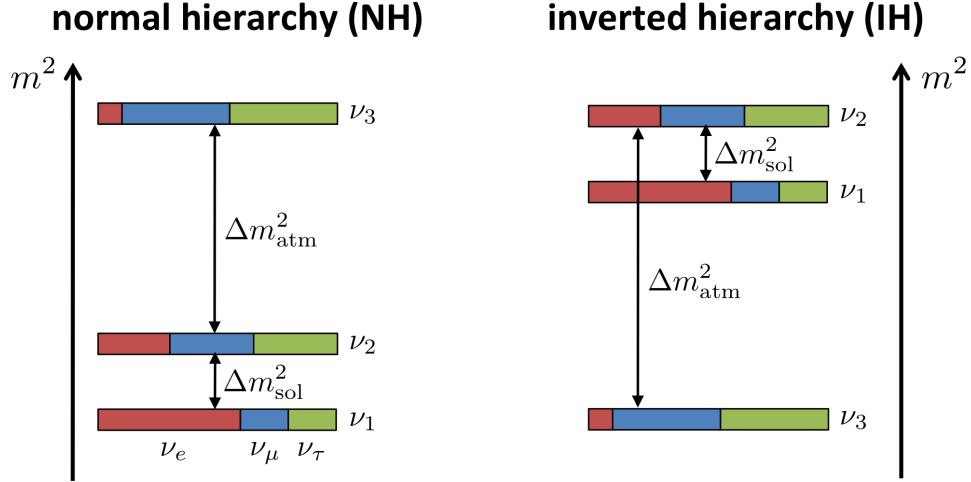 normal hierarchy (NH)
inverted hierarchy (IH)
m²
ν₃
Δm²atm
ν₂
Δm²sol
ν₁
νe νμ ντ
m²
ν₂
Δm²sol
ν₁
Δm²atm
ν₃